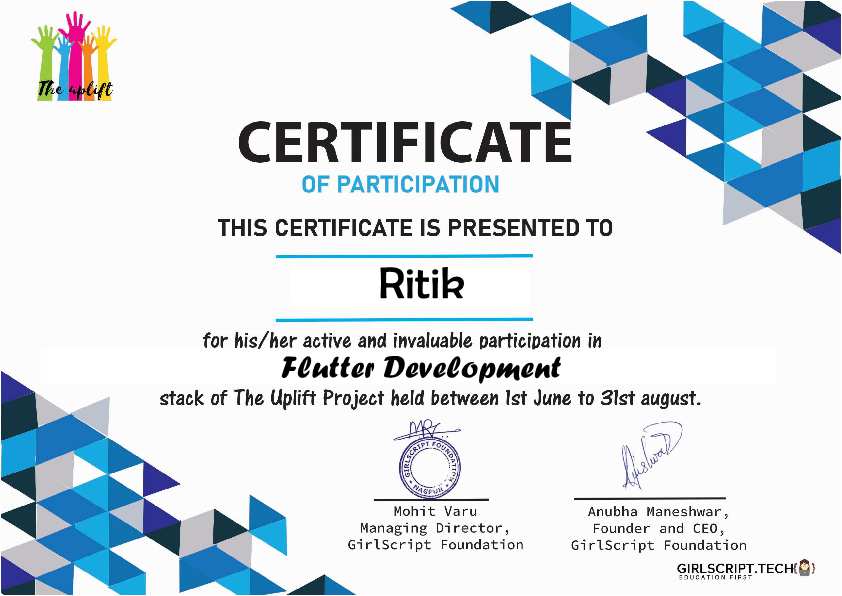 The uplift
CERTIFICATE
OF PARTICIPATION
THIS CERTIFICATE IS PRESENTED TO
Ritik
for his/her active and invaluable participation in
Flutter Development
stack of The Uplift Project held between 1st June to 31st august.
GIRLSCRIPT FOUNDATION
NAGPUR
Mohit Varu
Managing Director,
GirlScript Foundation
Anubha Maneshwar,
Founder and CEO,
GirlScript Foundation
GIRLSCRIPT.TECH
EDUCATION FIRST